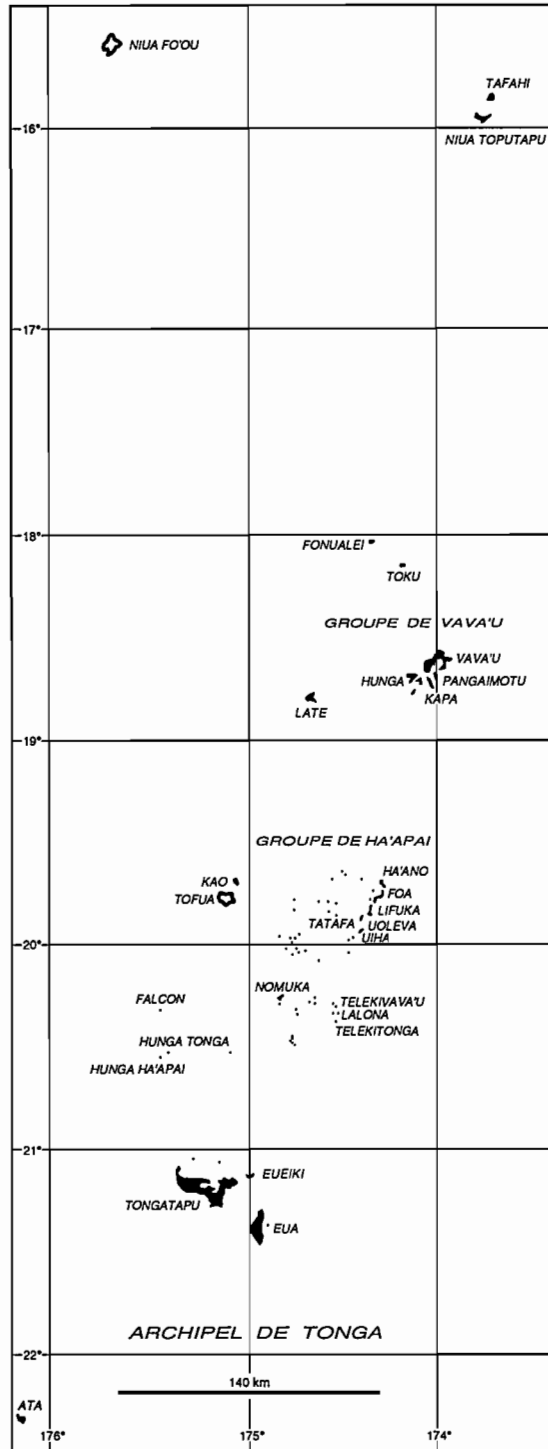 NIUA FO'OU
TAFAHI
16°
NIUA TOPUTAPU
17°
18°
FONUALEI
TOKU
GROUPE DE VAVA'U
VAVA'U
HUNGA
PANGAIMOTU
KAPA
LATE
19°
GROUPE DE HA'APAI
HA'ANO
KAO
FOA
TOFUA
LIFUKA
TATAFA
UOLEVA
UIHA
20°
NOMUKA
FALCON
TELEKIVAVA'U
LALONA
TELEKITONGA
HUNGA TONGA
HUNGA HA'APAI
21°
EUEIKI
TONGATAPU
EUA
ARCHIPEL DE TONGA
22°
140 km
ATA
176°
175°
174°